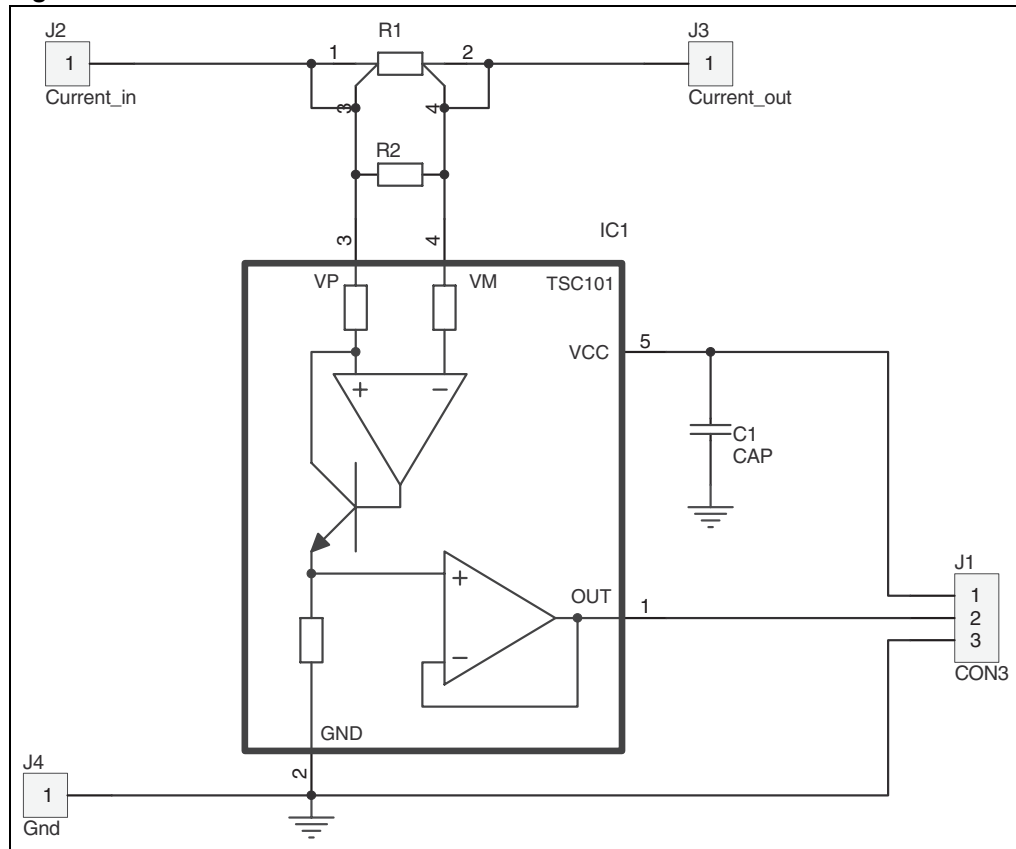 J2
R1
J3
1
1
2
1
Current_in
3
4
Current_out
R2
3
4
IC1
VP
VM
TSC101
VCC
5
+
−
C1
CAP
J1
+
OUT
1
1
2
3
−
CON3
GND
J4
2
1
Gnd